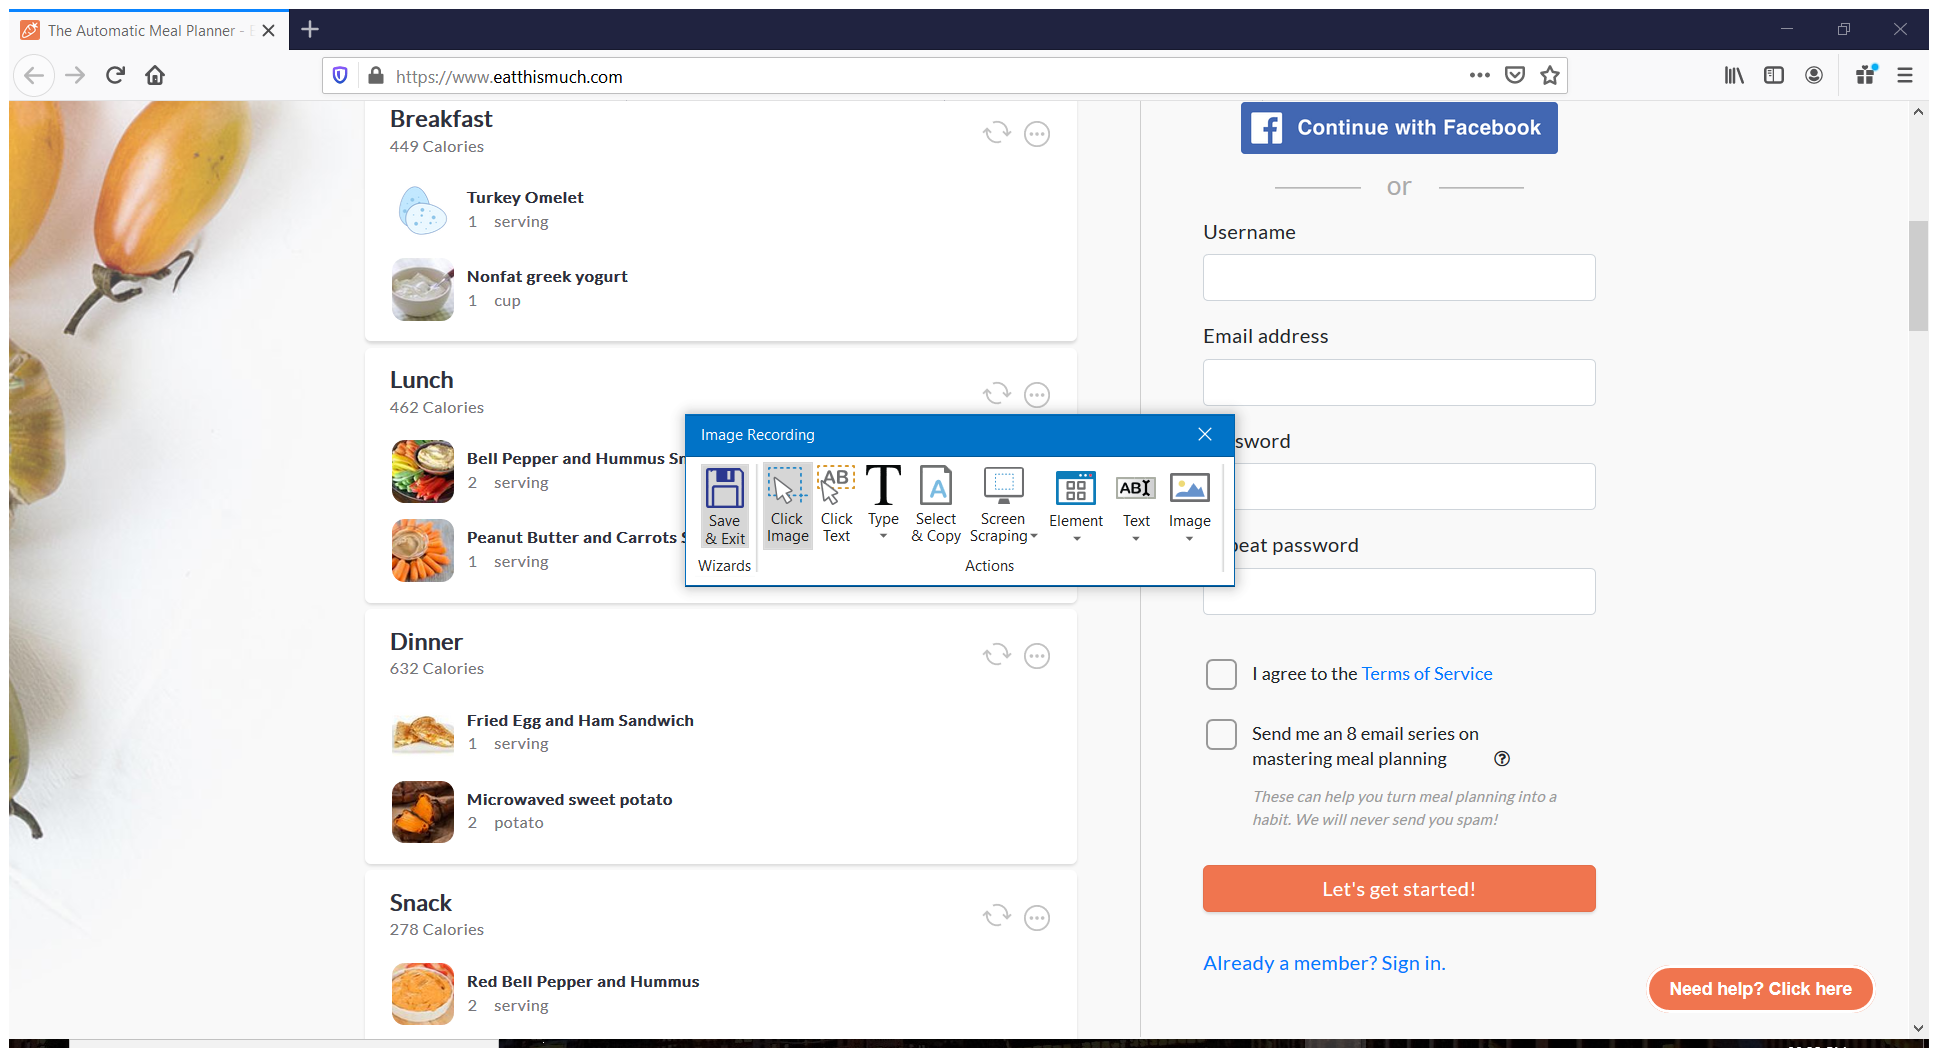 The Automatic Meal Planner -
https://www.eatthismuch.com
Breakfast
449 Calories
Turkey Omelet
1 serving
Nonfat greek yogurt
1 cup
Lunch
462 Calories
Bell Pepper and Hummus
2 serving
Peanut Butter and Carrots
1 serving
Dinner
632 Calories
Fried Egg and Ham Sandwich
1 serving
Microwaved sweet potato
2 potato
Snack
278 Calories
Red Bell Pepper and Hummus
2 serving
Image Recording
Save & Exit
Click Image
AB
Click Text
T
Type
A
Select & Copy
Screen Scraping
Element
AB
Text
Image
Wizards
Actions
f Continue with Facebook
or
Username
Email address
sword
eat password
I agree to the Terms of Service
Send me an 8 email series on
mastering meal planning ?
These can help you turn meal planning into a
habit. We will never send you spam!
Let's get started!
Already a member? Sign in.
Need help? Click here